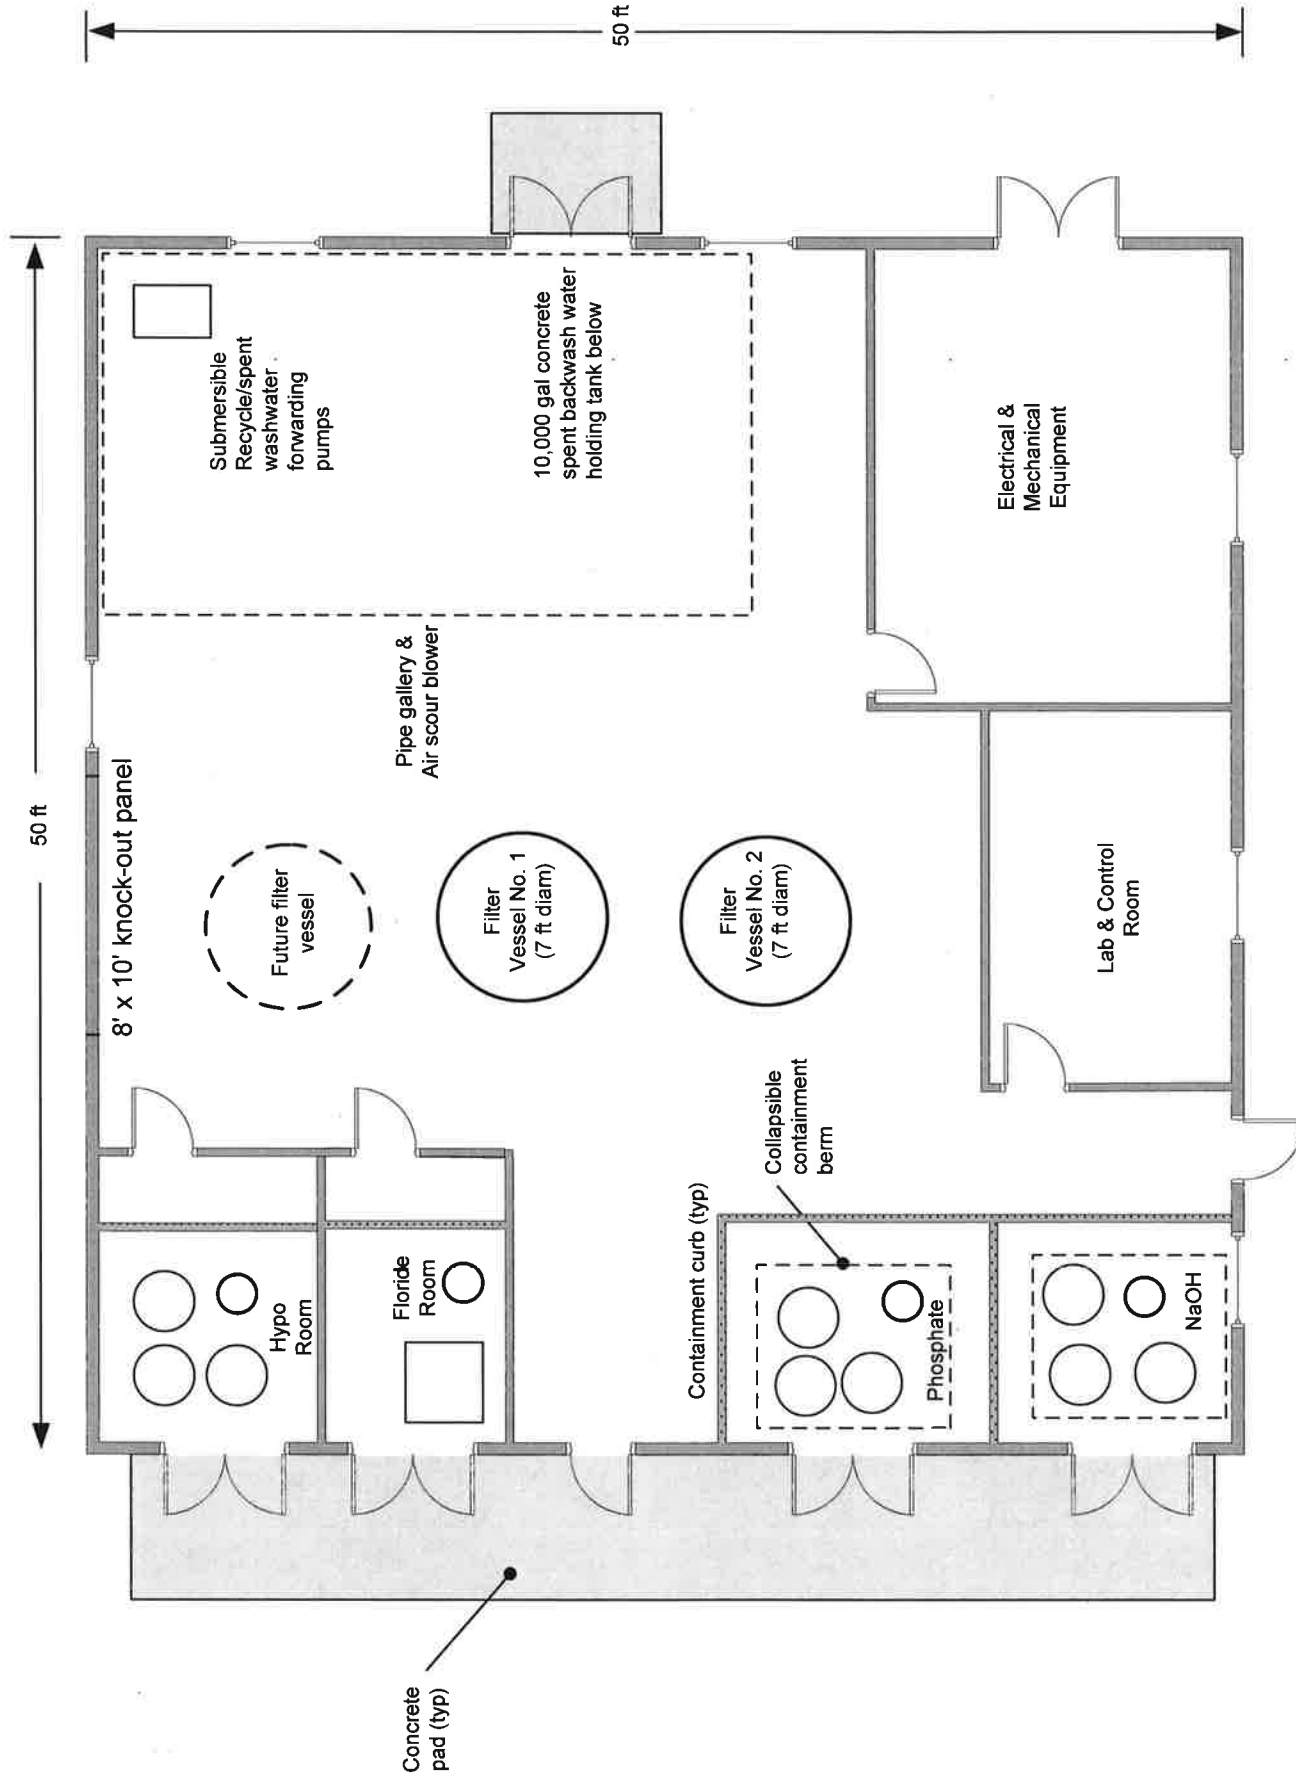 50 ft
50 ft
8' x 10' knock-out panel
Submersible
Recycle/spent
washwater
forwarding
pumps
10,000 gal concrete
spent backwash water
holding tank below
Pipe gallery &
Air scour blower
Future filter
vessel
Filter
Vessel No. 1
(7 ft diam)
Filter
Vessel No. 2
(7 ft diam)
Electrical &
Mechanical
Equipment
Lab & Control
Room
Hypo
Room
Floride
Room
Containment curb (typ)
Collapsible
containment
berm
Phosphate
NaOH
Concrete
pad (typ)